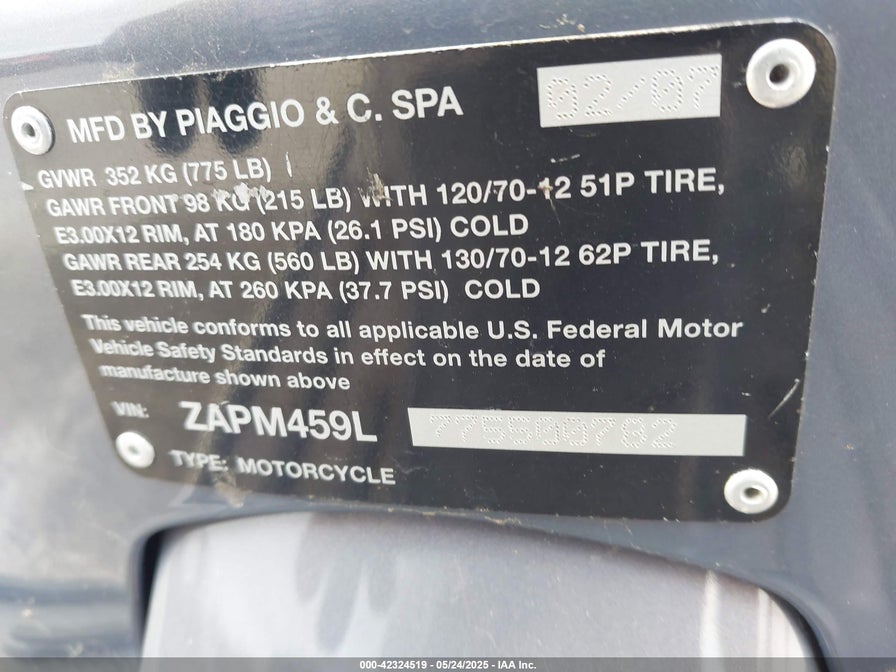 MFD BY PIAGGIO & C. SPA 02/07
GVWR 352 KG (775 LB)
GAWR FRONT 98 KG (215 LB) WITH 120/70-12 51P TIRE,
E3.00X12 RIM, AT 180 KPA (26.1 PSI) COLD
GAWR REAR 254 KG (560 LB) WITH 130/70-12 62P TIRE,
E3.00X12 RIM, AT 260 KPA (37.7 PSI) COLD
This vehicle conforms to all applicable U.S. Federal Motor
Vehicle Safety Standards in effect on the date of
manufacture shown above
VIN: ZAPM459L 775500782
TYPE: MOTORCYCLE
000-42324519 - 05/24/2025 - IAA Inc.